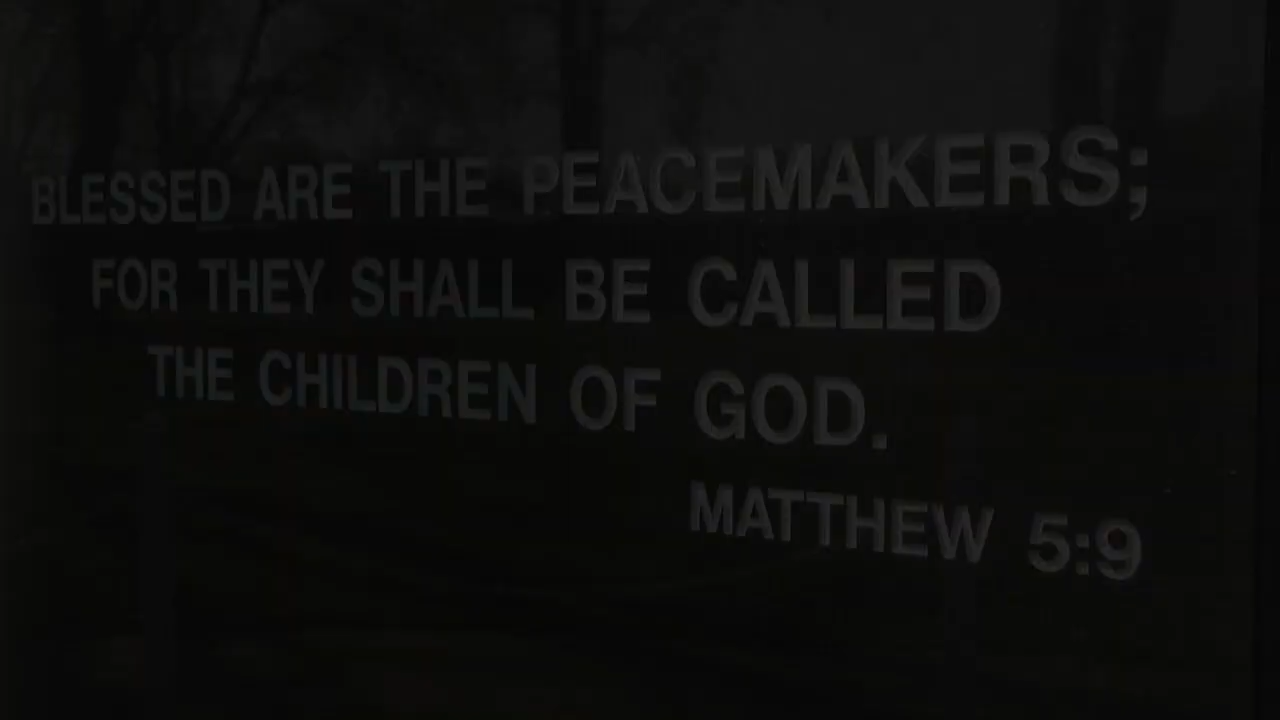 BLESSED ARE THE PEACEMAKERS;
FOR THEY SHALL BE CALLED
THE CHILDREN OF GOD.
MATTHEW 5:9